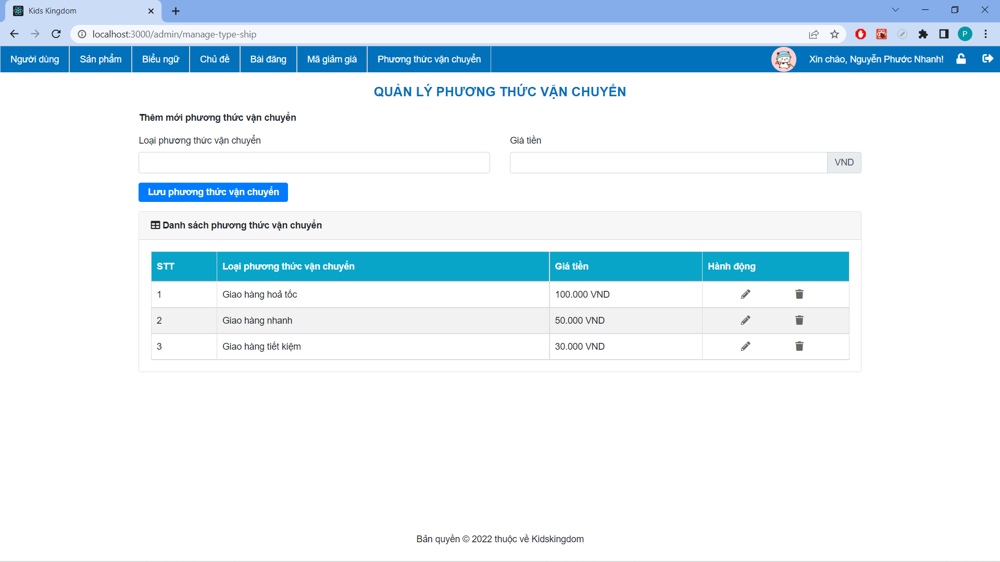 Kids Kingdom
localhost:3000/admin/manage-type-ship
P
Người dùng
Sản phẩm
Biểu ngữ
Chủ đề
Bài đăng
Mã giảm giá
Phương thức vận chuyển
Xin chào, Nguyễn Phước Nhanh!
QUẢN LÝ PHƯƠNG THỨC VẬN CHUYỂN
Thêm mới phương thức vận chuyển
Loại phương thức vận chuyển
Giá tiền
VND
Lưu phương thức vận chuyển
Danh sách phương thức vận chuyển
STT Loại phương thức vận chuyển Giá tiền Hành động
1 Giao hàng hoả tốc 100.000 VND
2 Giao hàng nhanh 50.000 VND
3 Giao hàng tiết kiệm 30.000 VND
Bản quyền © 2022 thuộc về Kidskingdom